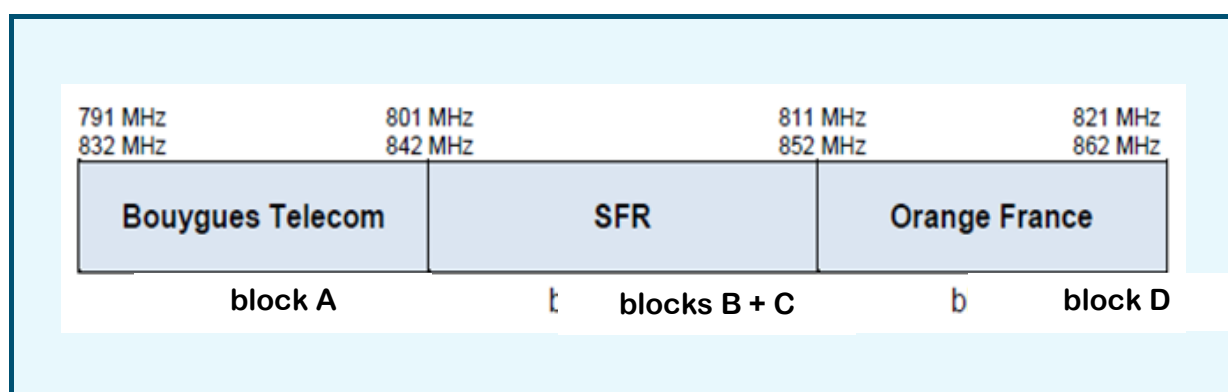 791 MHz 801 MHz 811 MHz 821 MHz
832 MHz 842 MHz 852 MHz 862 MHz
Bouygues Telecom SFR Orange France
block A b blocks B + C b block D